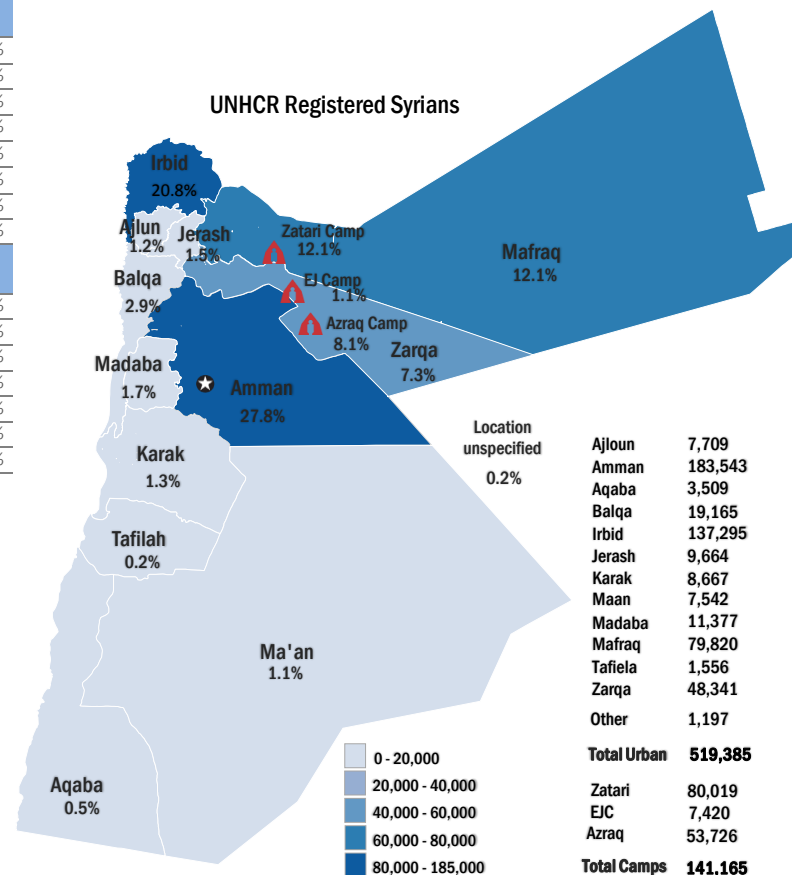 UNHCR Registered Syrians
Irbid
20.8%
Ajlun
1.2%
Jerash
1.5%
Zatari Camp
12.1%
Mafraq
12.1%
Balqa
2.9%
EJ Camp
1.1%
Azraq Camp
8.1%
Zarqa
7.3%
Madaba
1.7%
Amman
27.8%
Location
unspecified
0.2%
Karak
1.3%
Tafilah
0.2%
Ma'an
1.1%
Aqaba
0.5%
0 - 20,000
20,000 - 40,000
40,000 - 60,000
60,000 - 80,000
80,000 - 185,000
Ajloun 7,709
Amman 183,543
Aqaba 3,509
Balqa 19,165
Irbid 137,295
Jerash 9,664
Karak 8,667
Maan 7,542
Madaba 11,377
Mafraq 79,820
Tafiela 1,556
Zarqa 48,341
Other 1,197
Total Urban 519,385
Zatari 80,019
EJC 7,420
Azraq 53,726
Total Camps 141,165